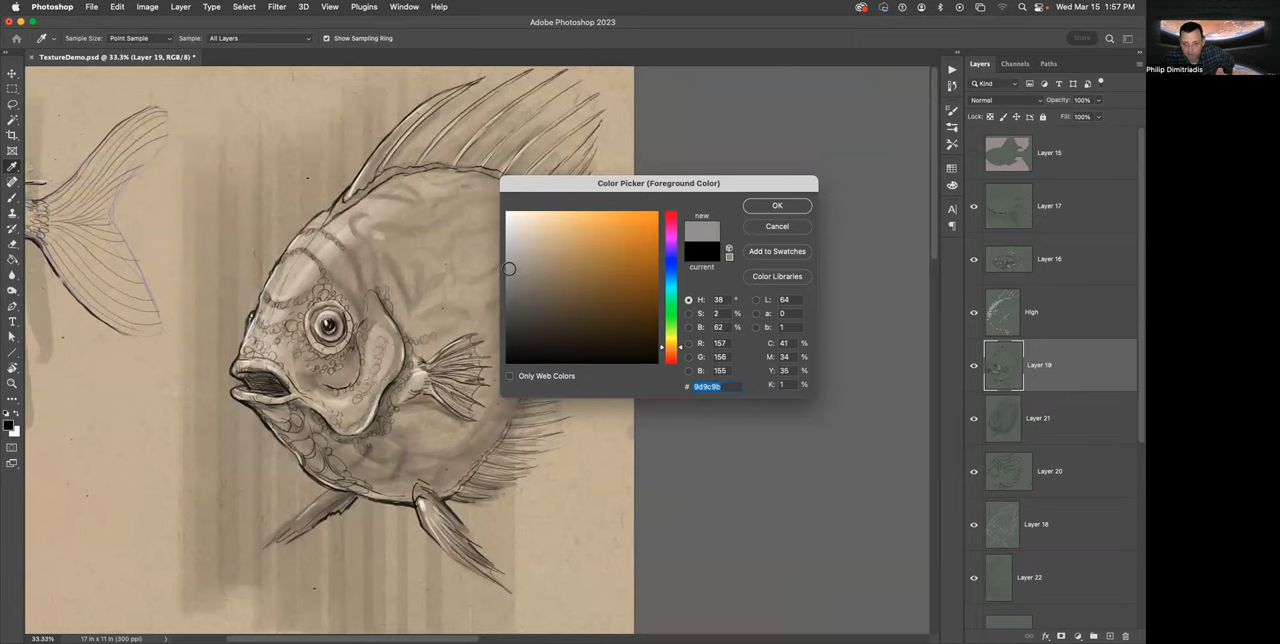 Photoshop File Edit Image Layer Type Select Filter 3D View Plugins Window Help Wed Mar 15 1:57 PM
Adobe Photoshop 2023
Sample Size: Point Sample Sample: All Layers Show Sampling Ring Share
TextureDemo.psd @ 33.3% (Layer 19, RGB/8) *
Philip Dimitriadis
Layers Channels Paths
Kind
Normal Opacity: 100%
Lock: Fill: 100%
Layer 15
Layer 17
Layer 16
High
Layer 19
Layer 21
Layer 20
Layer 18
Layer 22
Color Picker (Foreground Color)
new
current
OK
Cancel
Add to Swatches
Color Libraries
H: 38 ° L: 64
S: 2 % a: 0
B: 62 % b: 1
R: 157 C: 41 %
G: 156 M: 34 %
B: 155 Y: 35 %
# 9d9c9b K: 1 %
Only Web Colors
33.33% 17 in x 11 in (300 ppi)